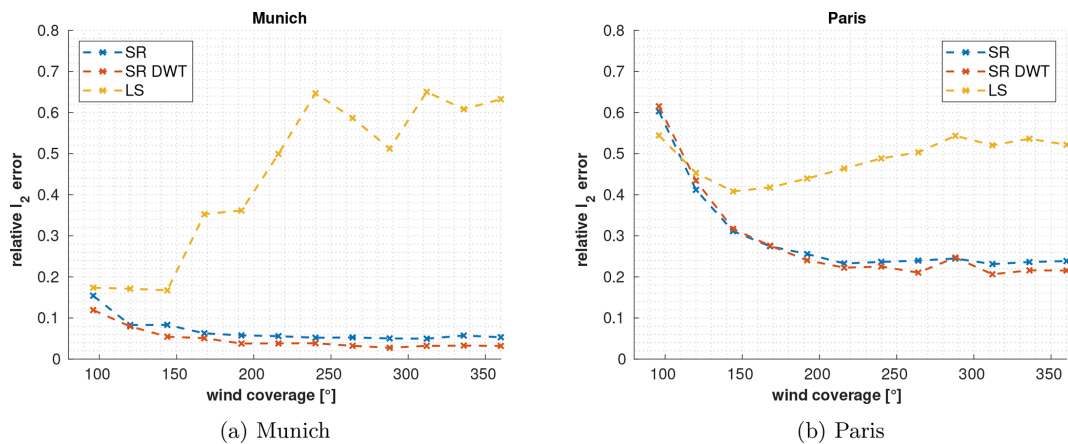 Munich
0.8
0.7
0.6
0.5
0.4
0.3
0.2
0.1
0
relative l2 error
SR
SR DWT
LS
100 150 200 250 300 350
wind coverage [°]
(a) Munich
Paris
0.8
0.7
0.6
0.5
0.4
0.3
0.2
0.1
0
relative l2 error
SR
SR DWT
LS
100 150 200 250 300 350
wind coverage [°]
(b) Paris